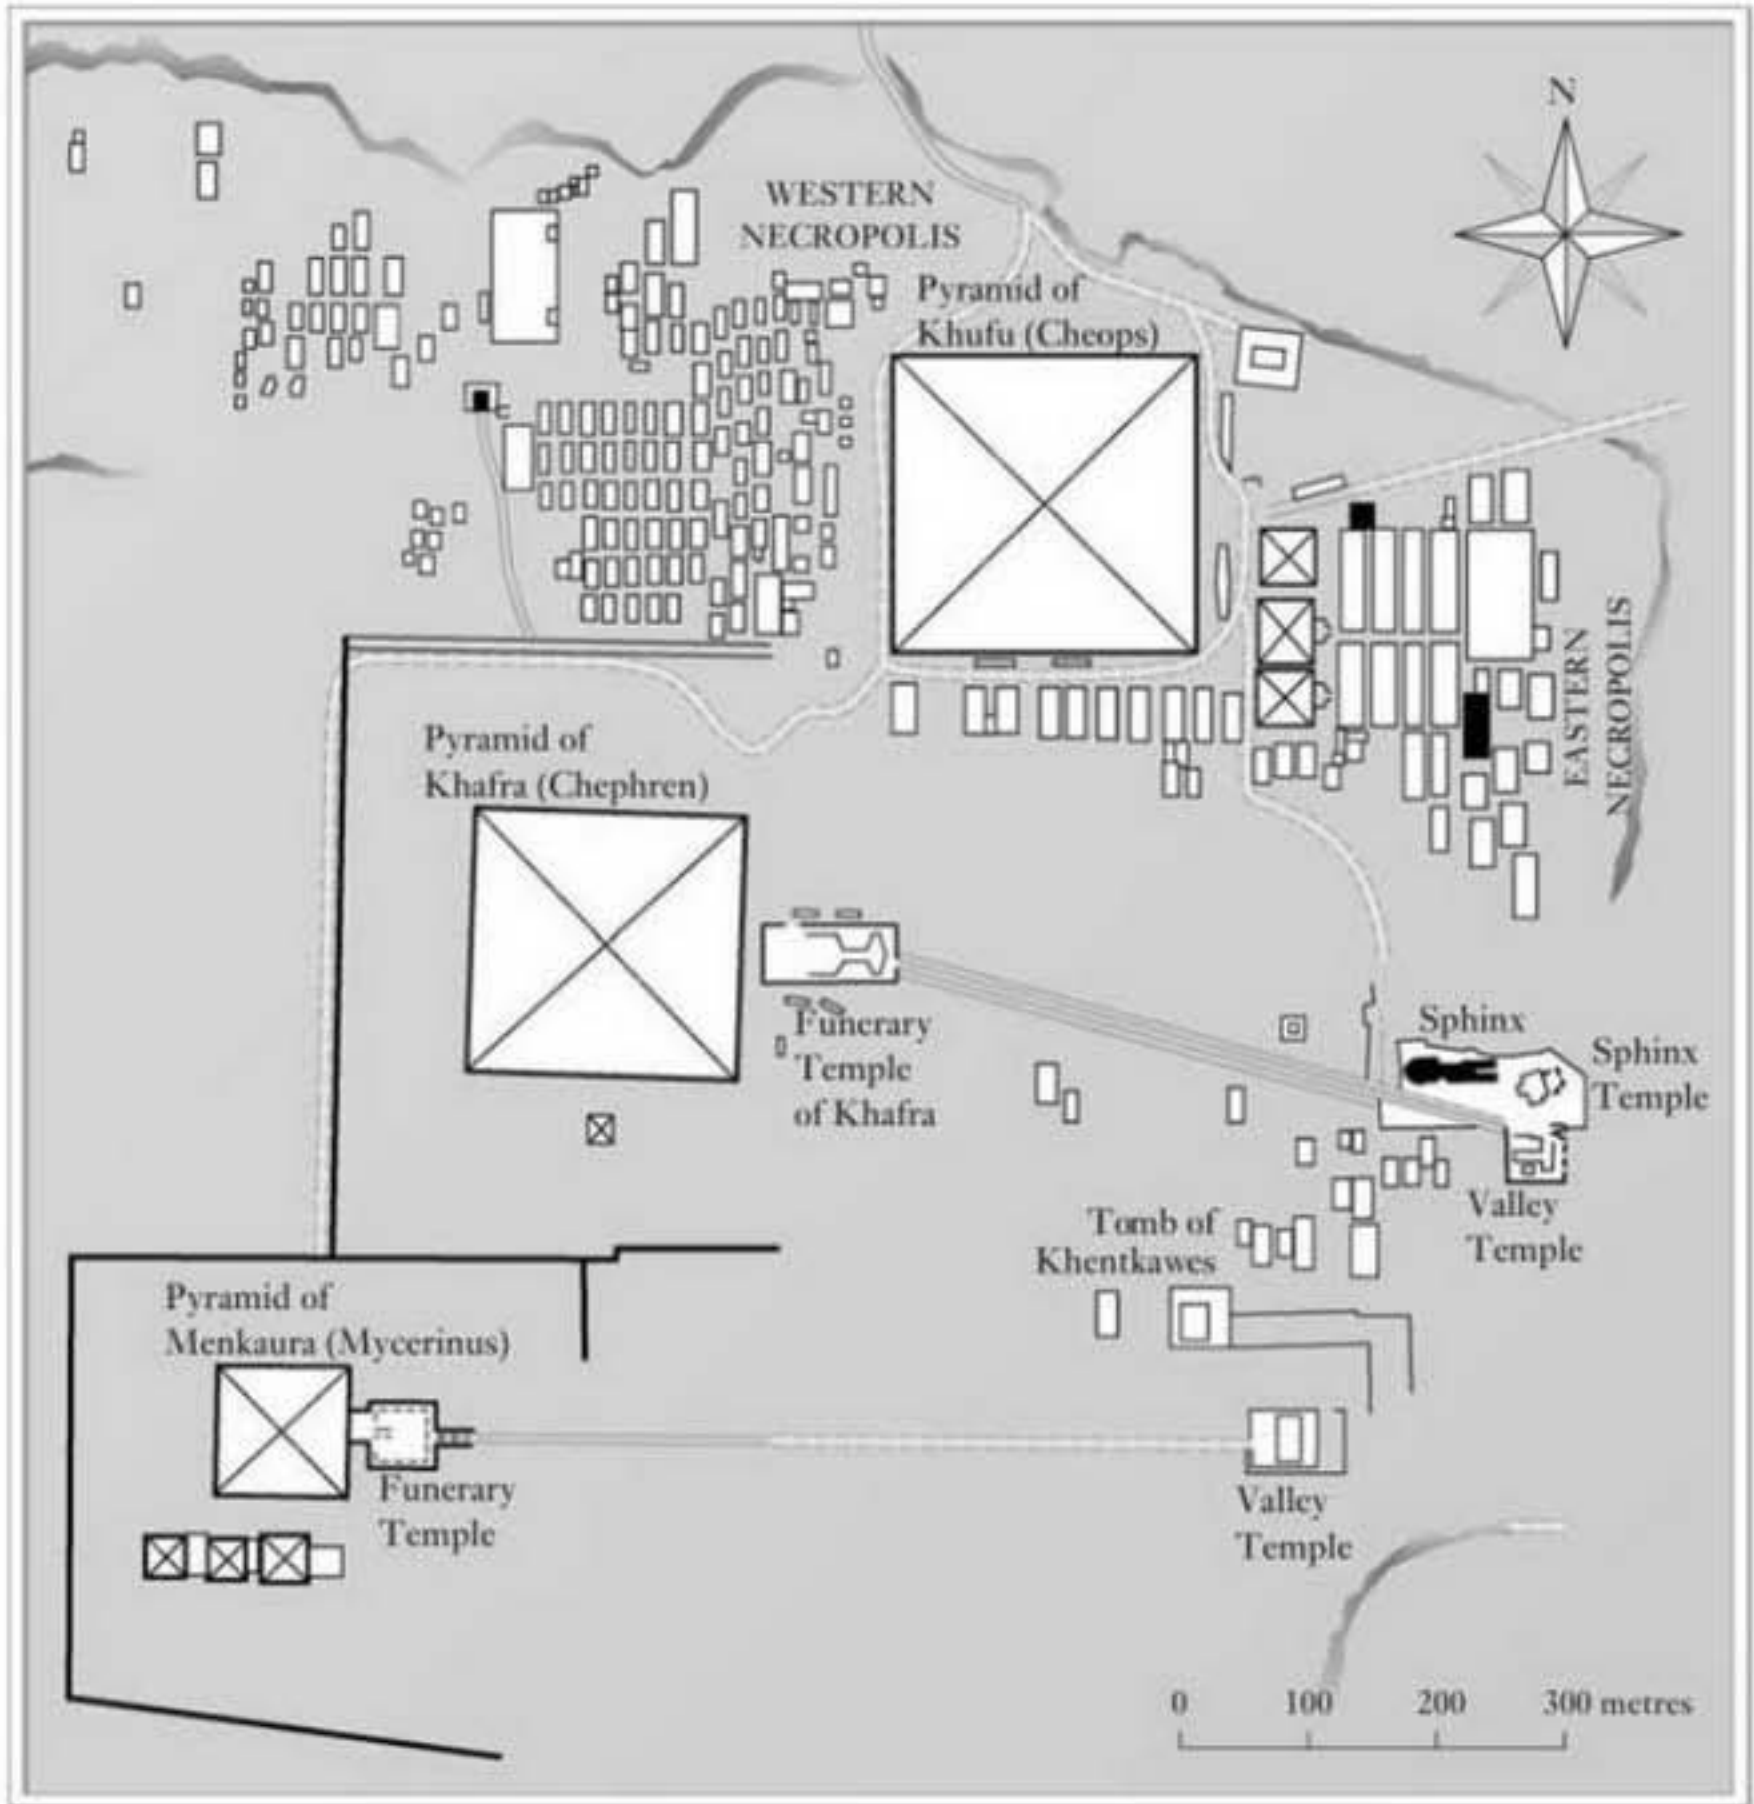 N
WESTERN
NECROPOLIS
Pyramid of
Khufu (Cheops)
EASTERN
NECROPOLIS
Pyramid of
Khafra (Chephren)
Funerary
Temple
of Khafra
Sphinx
Sphinx
Temple
Valley
Temple
Tomb of
Khentkawes
Pyramid of
Menkaura (Mycerinus)
Funerary
Temple
Valley
Temple
0 100 200 300 metres